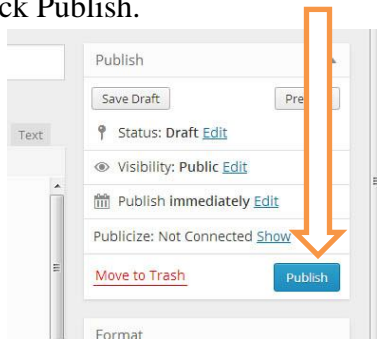 ck Publish.
Publish
Save Draft
Text
Status: Draft Edit
Visibility: Public Edit
Publish immediately Edit
Publicize: Not Connected Show
Move to Trash Publish
Format